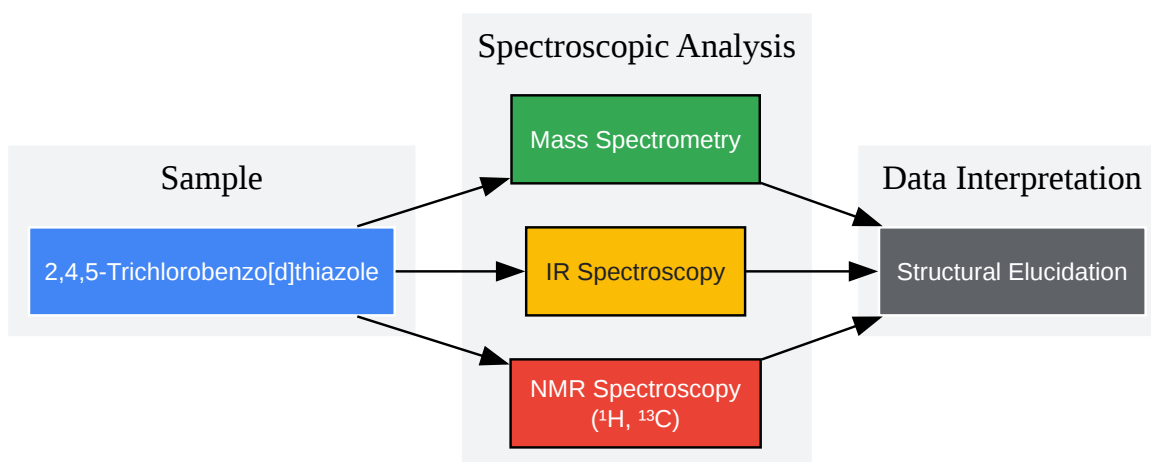 Spectroscopic Analysis
Mass Spectrometry
Sample
Data Interpretation
2,4,5-Trichlorobenzo[d]thiazole
IR Spectroscopy
Structural Elucidation
NMR Spectroscopy
(¹H, ¹³C)